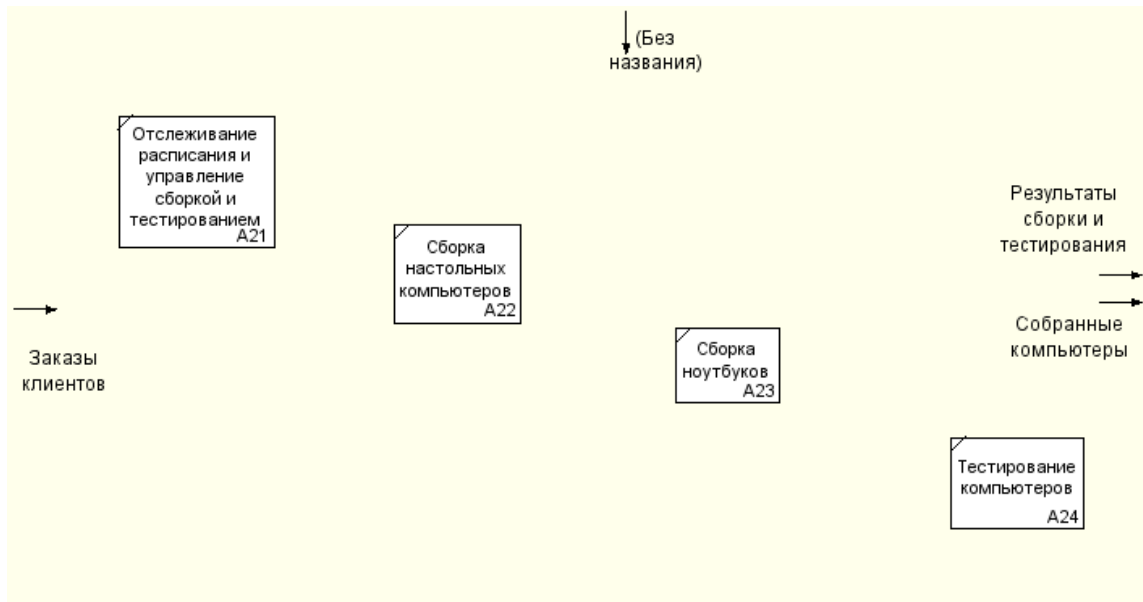 (Без
названия)
Отслеживание
расписания и
управление
сборкой и
тестированием
A21
Сборка
настольных
компьютеров
A22
Результаты
сборки и
тестирования
Заказы
клиентов
Собранные
компьютеры
Сборка
ноутбуков
A23
Тестирование
компьютеров
A24